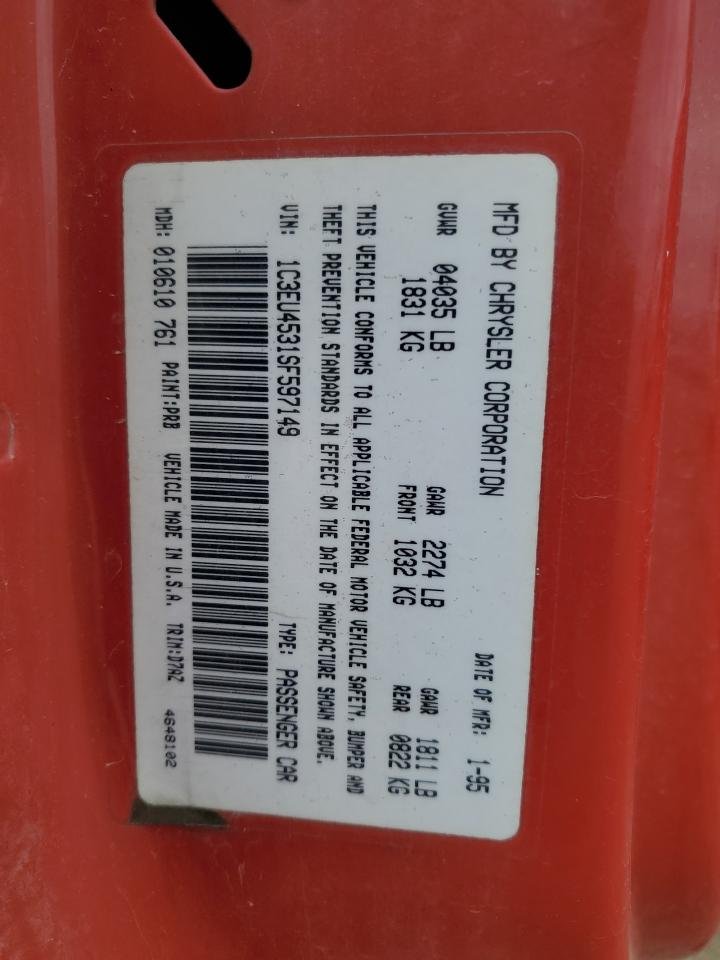 MFD BY CHRYSLER CORPORATION DATE OF MFR: 1-95
GVWR 04035 LB GAWR 2274 LB GAWR 1811 LB
1831 KG FRONT 1032 KG REAR 0822 KG
THIS VEHICLE CONFORMS TO ALL APPLICABLE FEDERAL MOTOR VEHICLE SAFETY, BUMPER AND
THEFT PREVENTION STANDARDS IN EFFECT ON THE DATE OF MANUFACTURE SHOWN ABOVE.
VIN: 1C3EU4531SF597149 TYPE: PASSENGER CAR
MDH: 010610 761 PAINT:PRB VEHICLE MADE IN U.S.A. TRIM:D7AZ 4648102